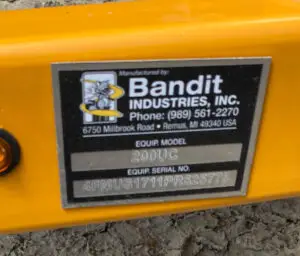 Manufactured by:
Bandit
INDUSTRIES, INC.
Phone: (989) 561-2270
6750 Millbrook Road • Remus, MI 49340 USA
EQUIP. MODEL
200UC
EQUIP. SERIAL NO.